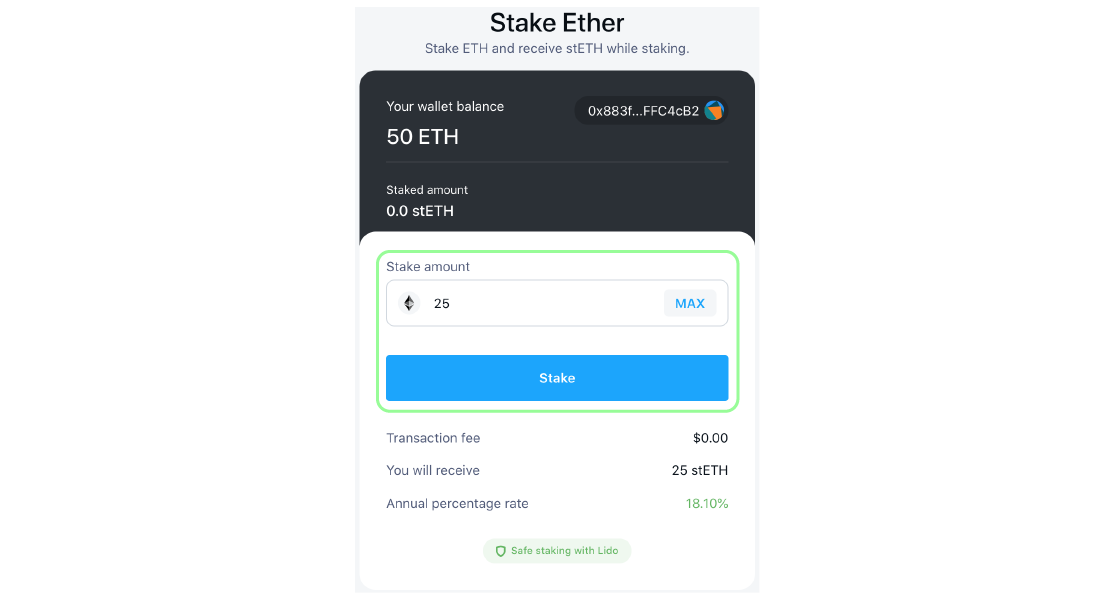 Stake Ether
Stake ETH and receive stETH while staking.
Your wallet balance
0x883f...FFC4cB2
50 ETH
Staked amount
0.0 stETH
Stake amount
25
MAX
Stake
Transaction fee
$0.00
You will receive
25 stETH
Annual percentage rate
18.10%
Safe staking with Lido